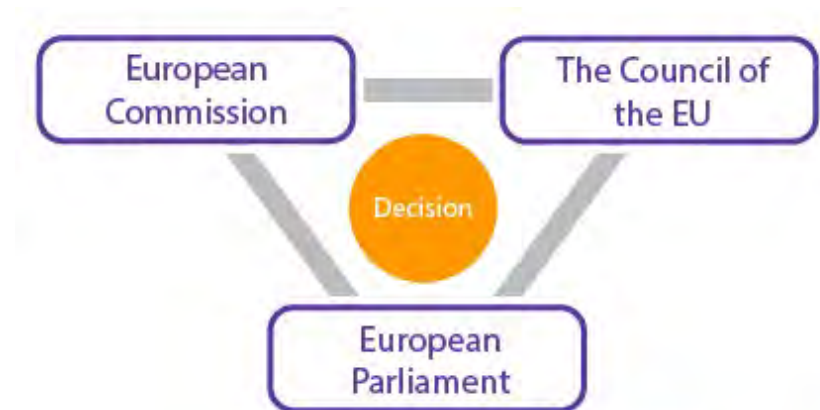 European
Commission
The Council of
the EU
Decision
European
Parliament